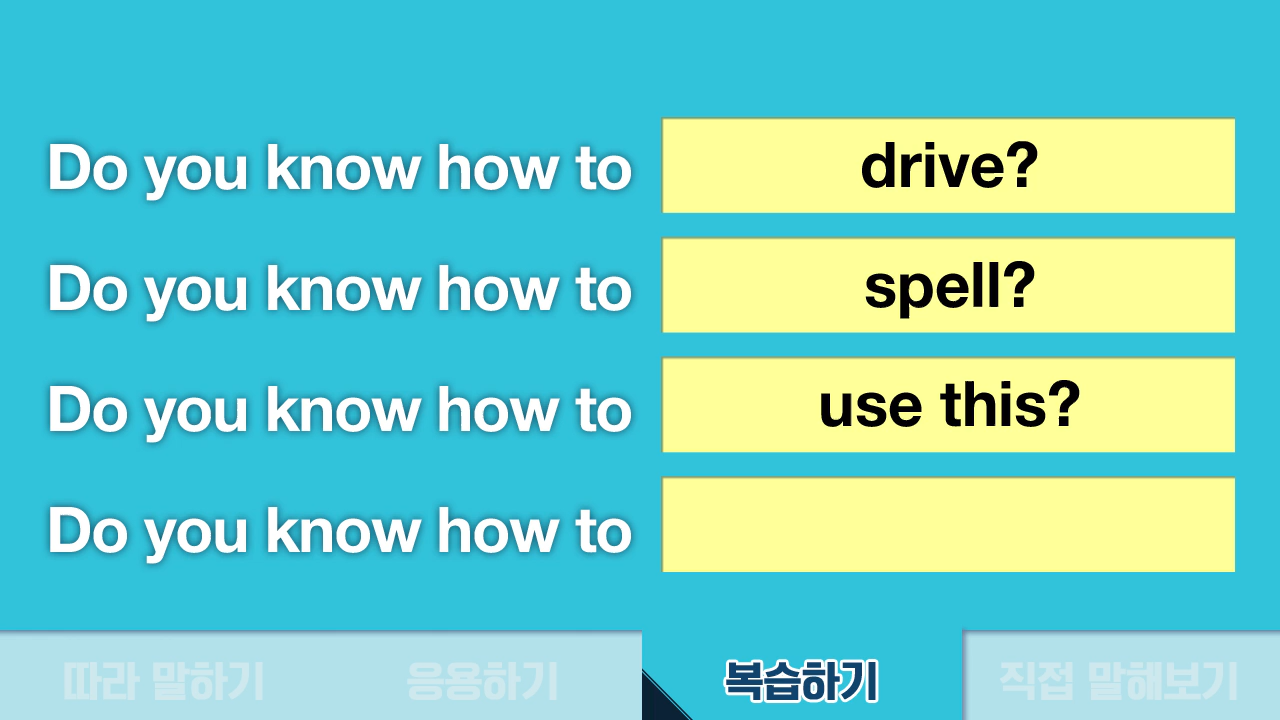 Do you know how to drive?
Do you know how to spell?
Do you know how to use this?
Do you know how to
따라 말하기 응용하기 복습하기 직접 말해보기